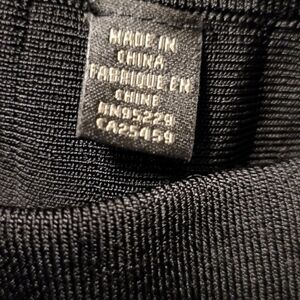 MADE IN
CHINA
FABRIQUE EN
CHINE
RN95229
CA25459